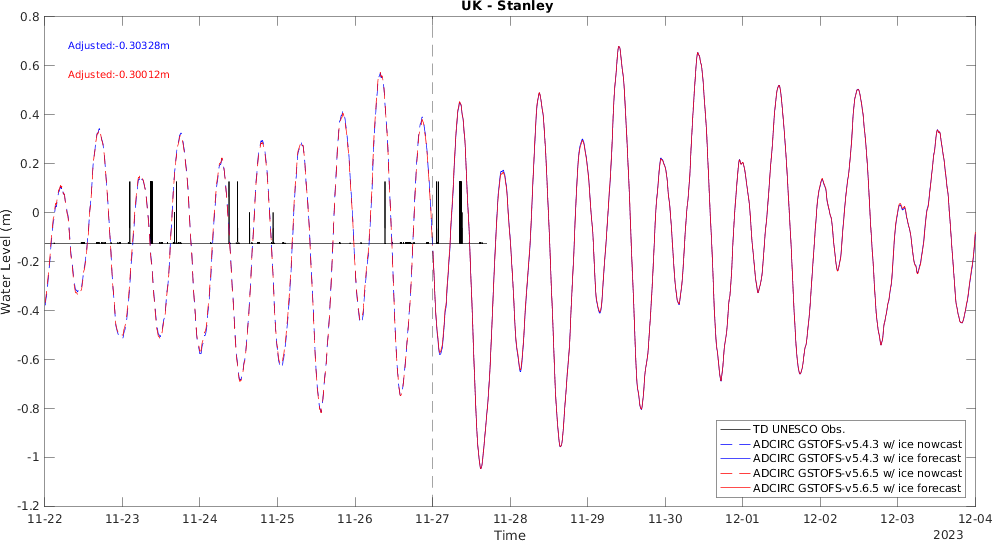 UK - Stanley
Adjusted:-0.30328m
Adjusted:-0.30012m
0.8
0.6
0.4
0.2
0
-0.2
-0.4
-0.6
-0.8
-1
-1.2
Water Level (m)
TD UNESCO Obs.
ADCIRC GSTOFS-v5.4.3 w/ ice nowcast
ADCIRC GSTOFS-v5.4.3 w/ ice forecast
ADCIRC GSTOFS-v5.6.5 w/ ice nowcast
ADCIRC GSTOFS-v5.6.5 w/ ice forecast
11-22 11-23 11-24 11-25 11-26 11-27 11-28 11-29 11-30 12-01 12-02 12-03 12-04
Time
2023